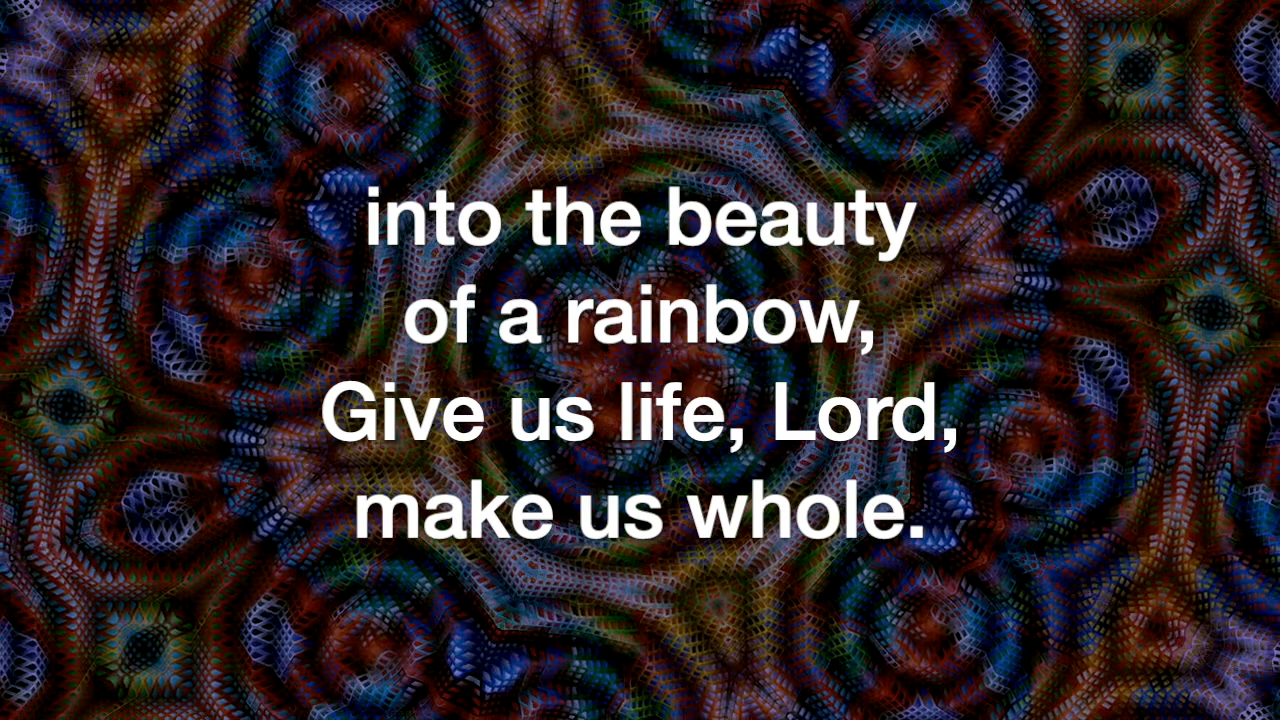 into the beauty
of a rainbow,
Give us life, Lord,
make us whole.